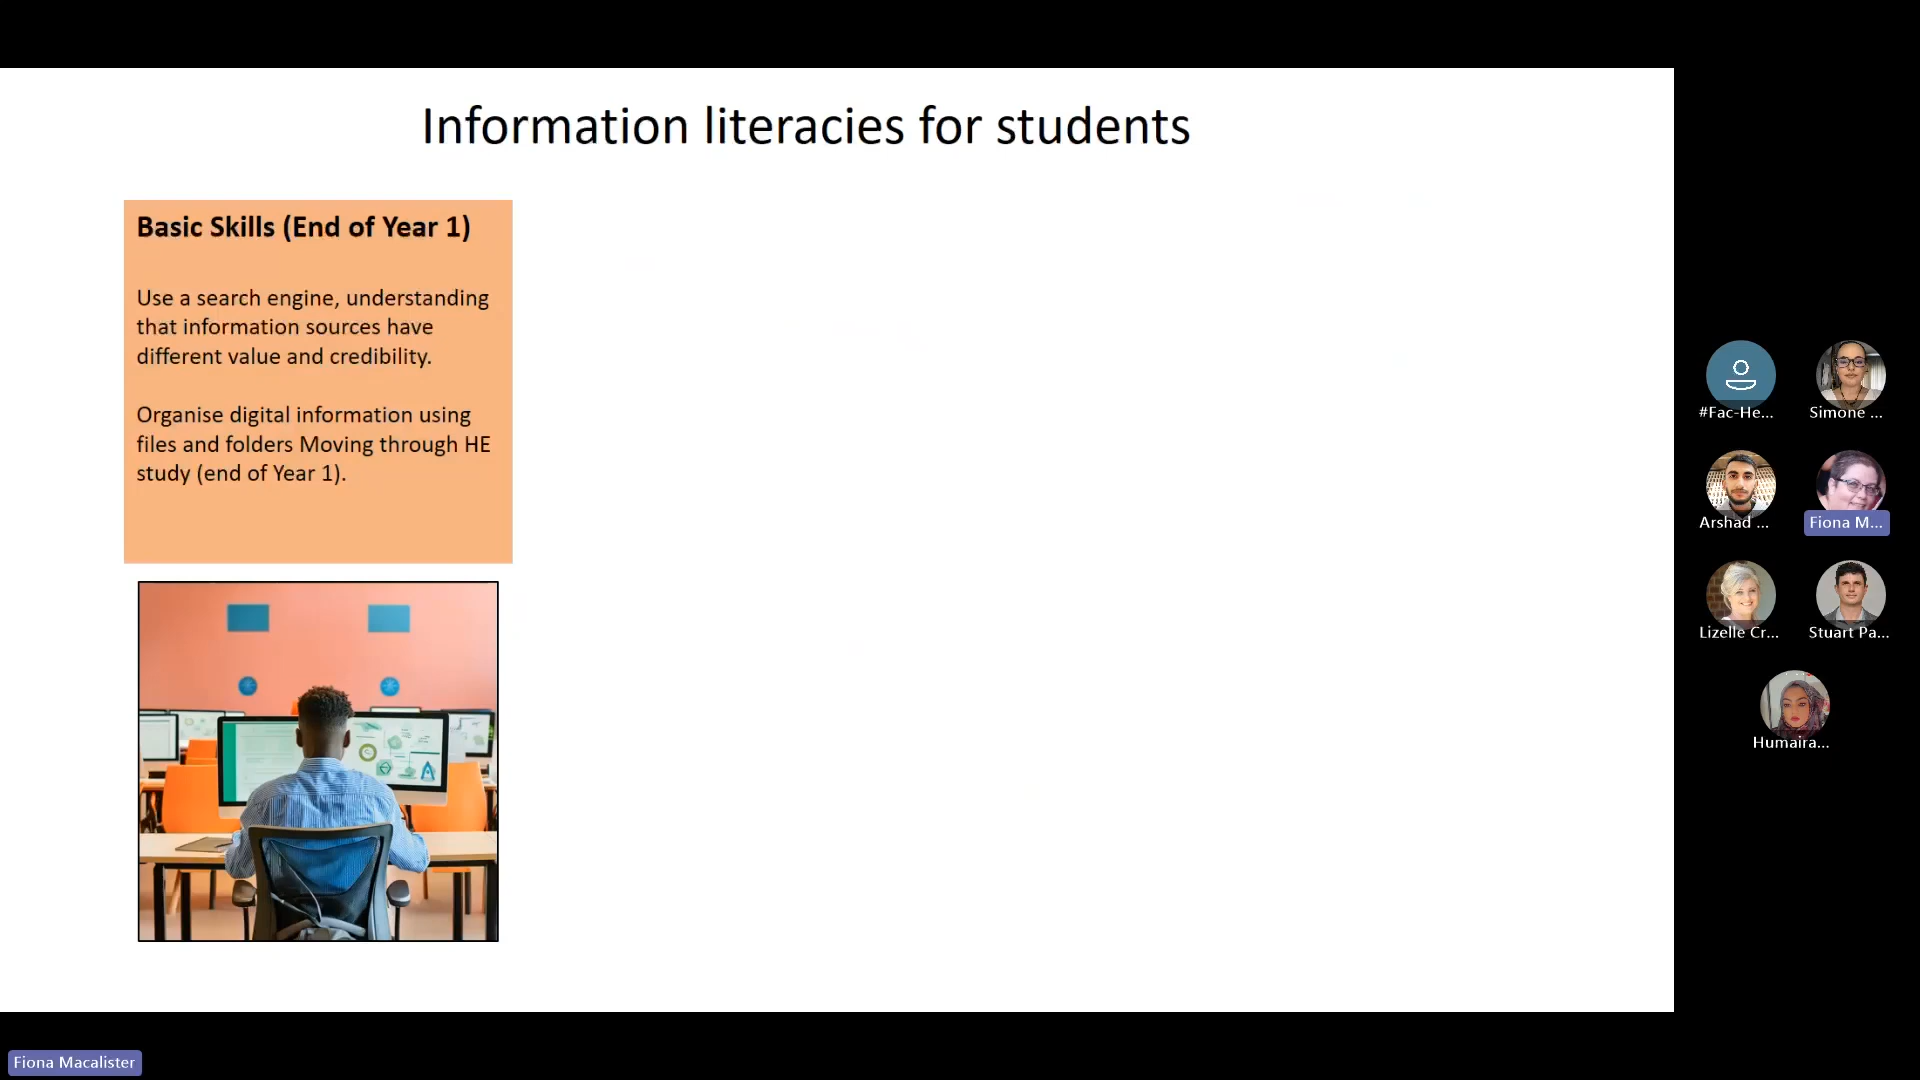 Information literacies for students
Basic Skills (End of Year 1)
Use a search engine, understanding
that information sources have
different value and credibility.
Organise digital information using
files and folders Moving through HE
study (end of Year 1).
#Fac-He...
Simone ...
Arshad ...
Fiona M...
Lizelle Cr...
Stuart Pa...
Humaira...
Fiona Macalister